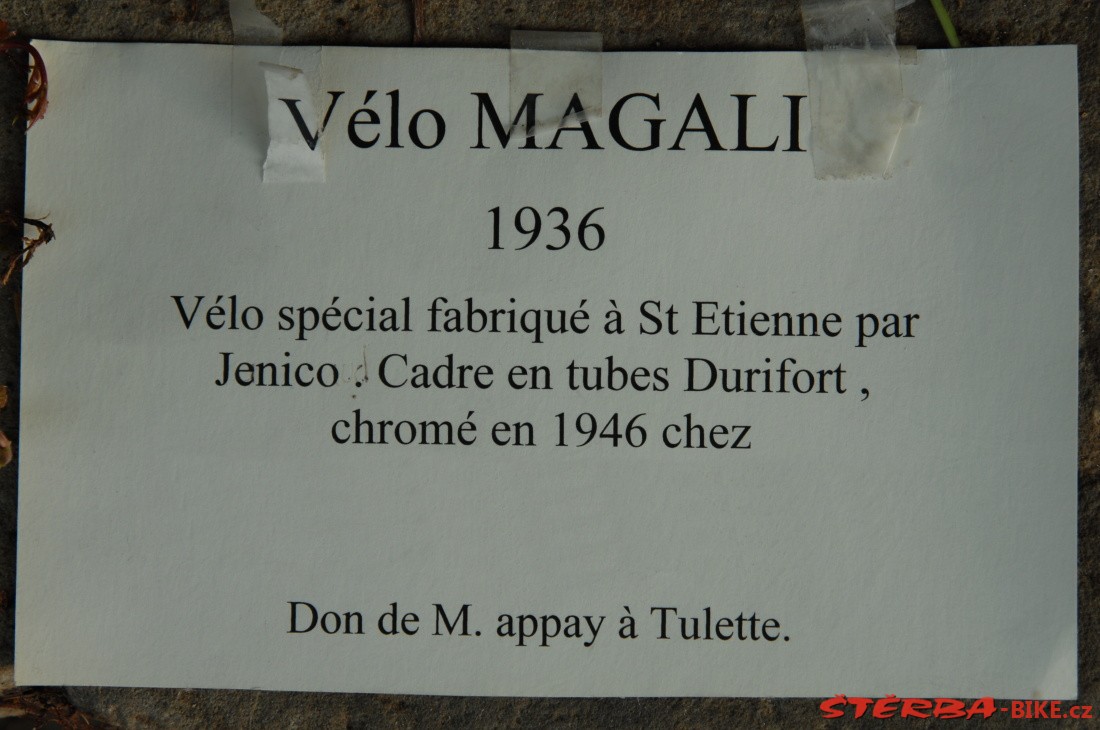 Vélo MAGALI
1936
Vélo spécial fabriqué à St Etienne par
Jenico . Cadre en tubes Durifort ,
chromé en 1946 chez
Don de M. appay à Tulette.
ŠTĚRBA-BIKE.cz